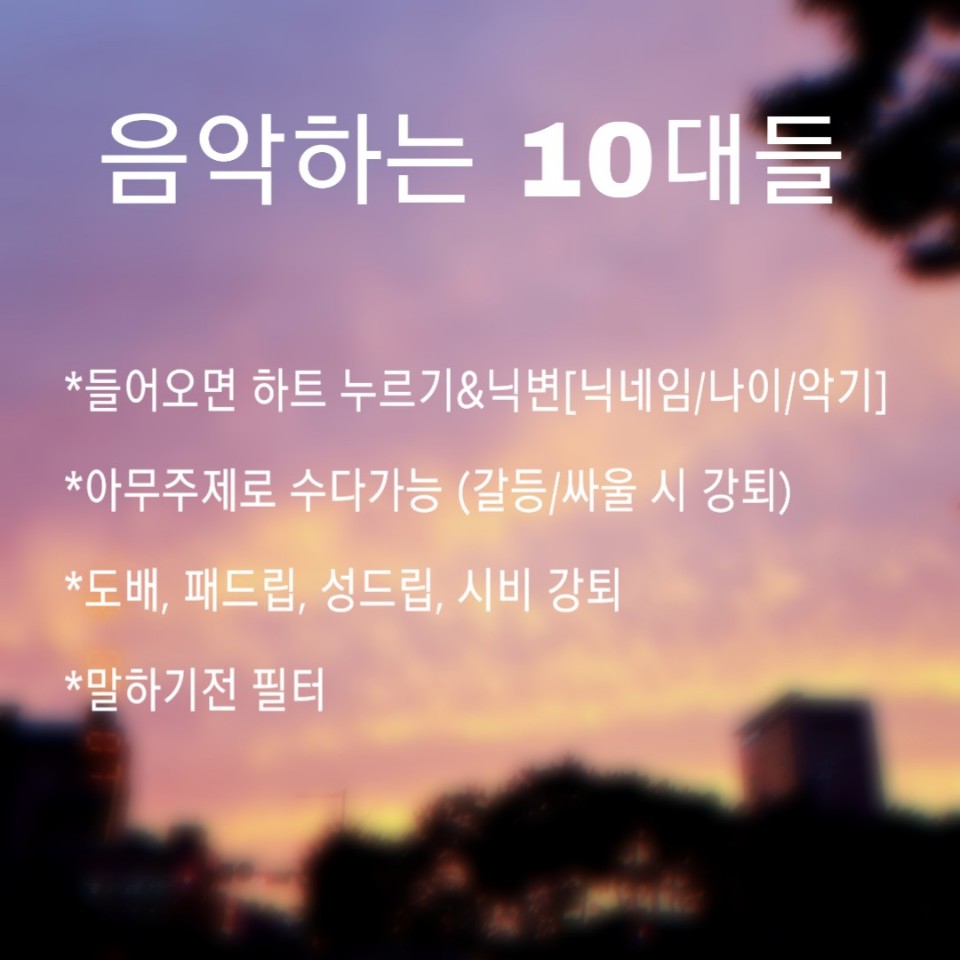 음악하는 10대들
*들어오면 하트 누르기&닉변[닉네임/나이/악기]
*아무주제로 수다가능 (갈등/싸울 시 강퇴)
*도배, 패드립, 성드립, 시비 강퇴
*말하기전 필터